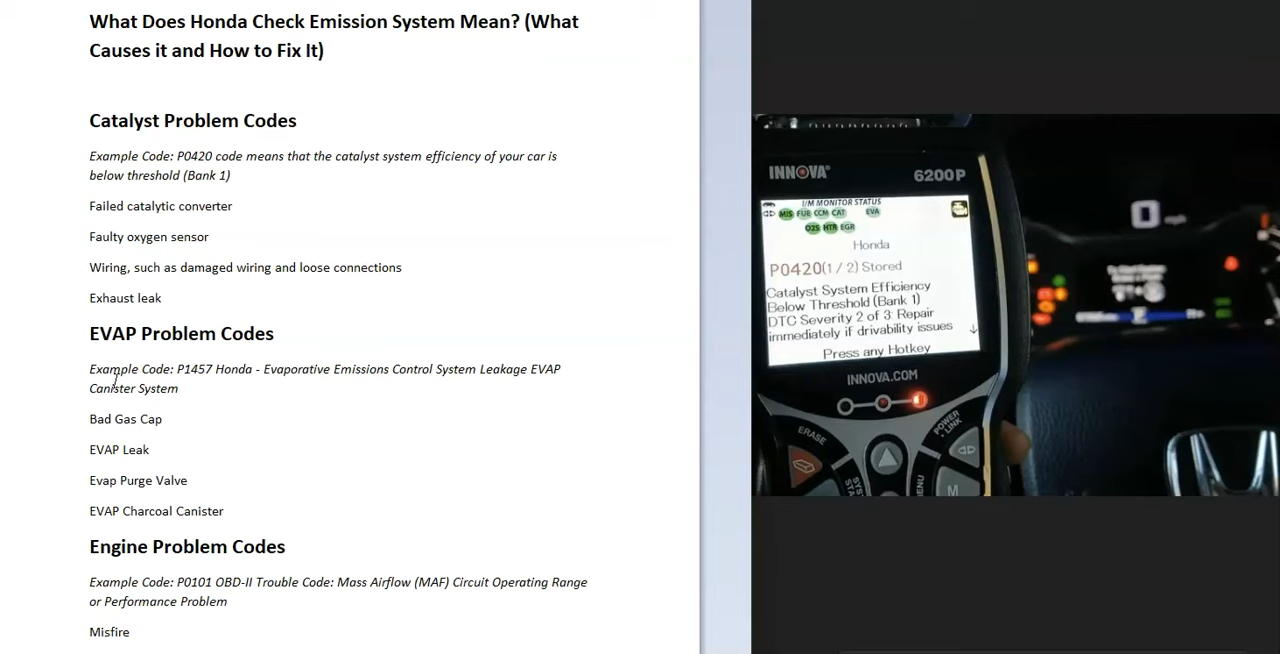 What Does Honda Check Emission System Mean? (What
Causes it and How to Fix It)
Catalyst Problem Codes
Example Code: P0420 code means that the catalyst system efficiency of your car is
below threshold (Bank 1)
Failed catalytic converter
Faulty oxygen sensor
Wiring, such as damaged wiring and loose connections
Exhaust leak
EVAP Problem Codes
Example Code: P1457 Honda - Evaporative Emissions Control System Leakage EVAP
Canister System
Bad Gas Cap
EVAP Leak
Evap Purge Valve
EVAP Charcoal Canister
Engine Problem Codes
Example Code: P0101 OBD-II Trouble Code: Mass Airflow (MAF) Circuit Operating Range
or Performance Problem
Misfire
INNOVA® 6200P
I/M MONITOR STATUS
MIS FUE CCM CAT EVA
O2S HTR EGR
Honda
P0420(1/2) Stored
Catalyst System Efficiency
Below Threshold (Bank 1)
DTC Severity 2 of 3: Repair
immediately if drivability issues
Press any Hotkey
INNOVA.COM
ERASE
POWER
LINK
MENU
M
0 mph